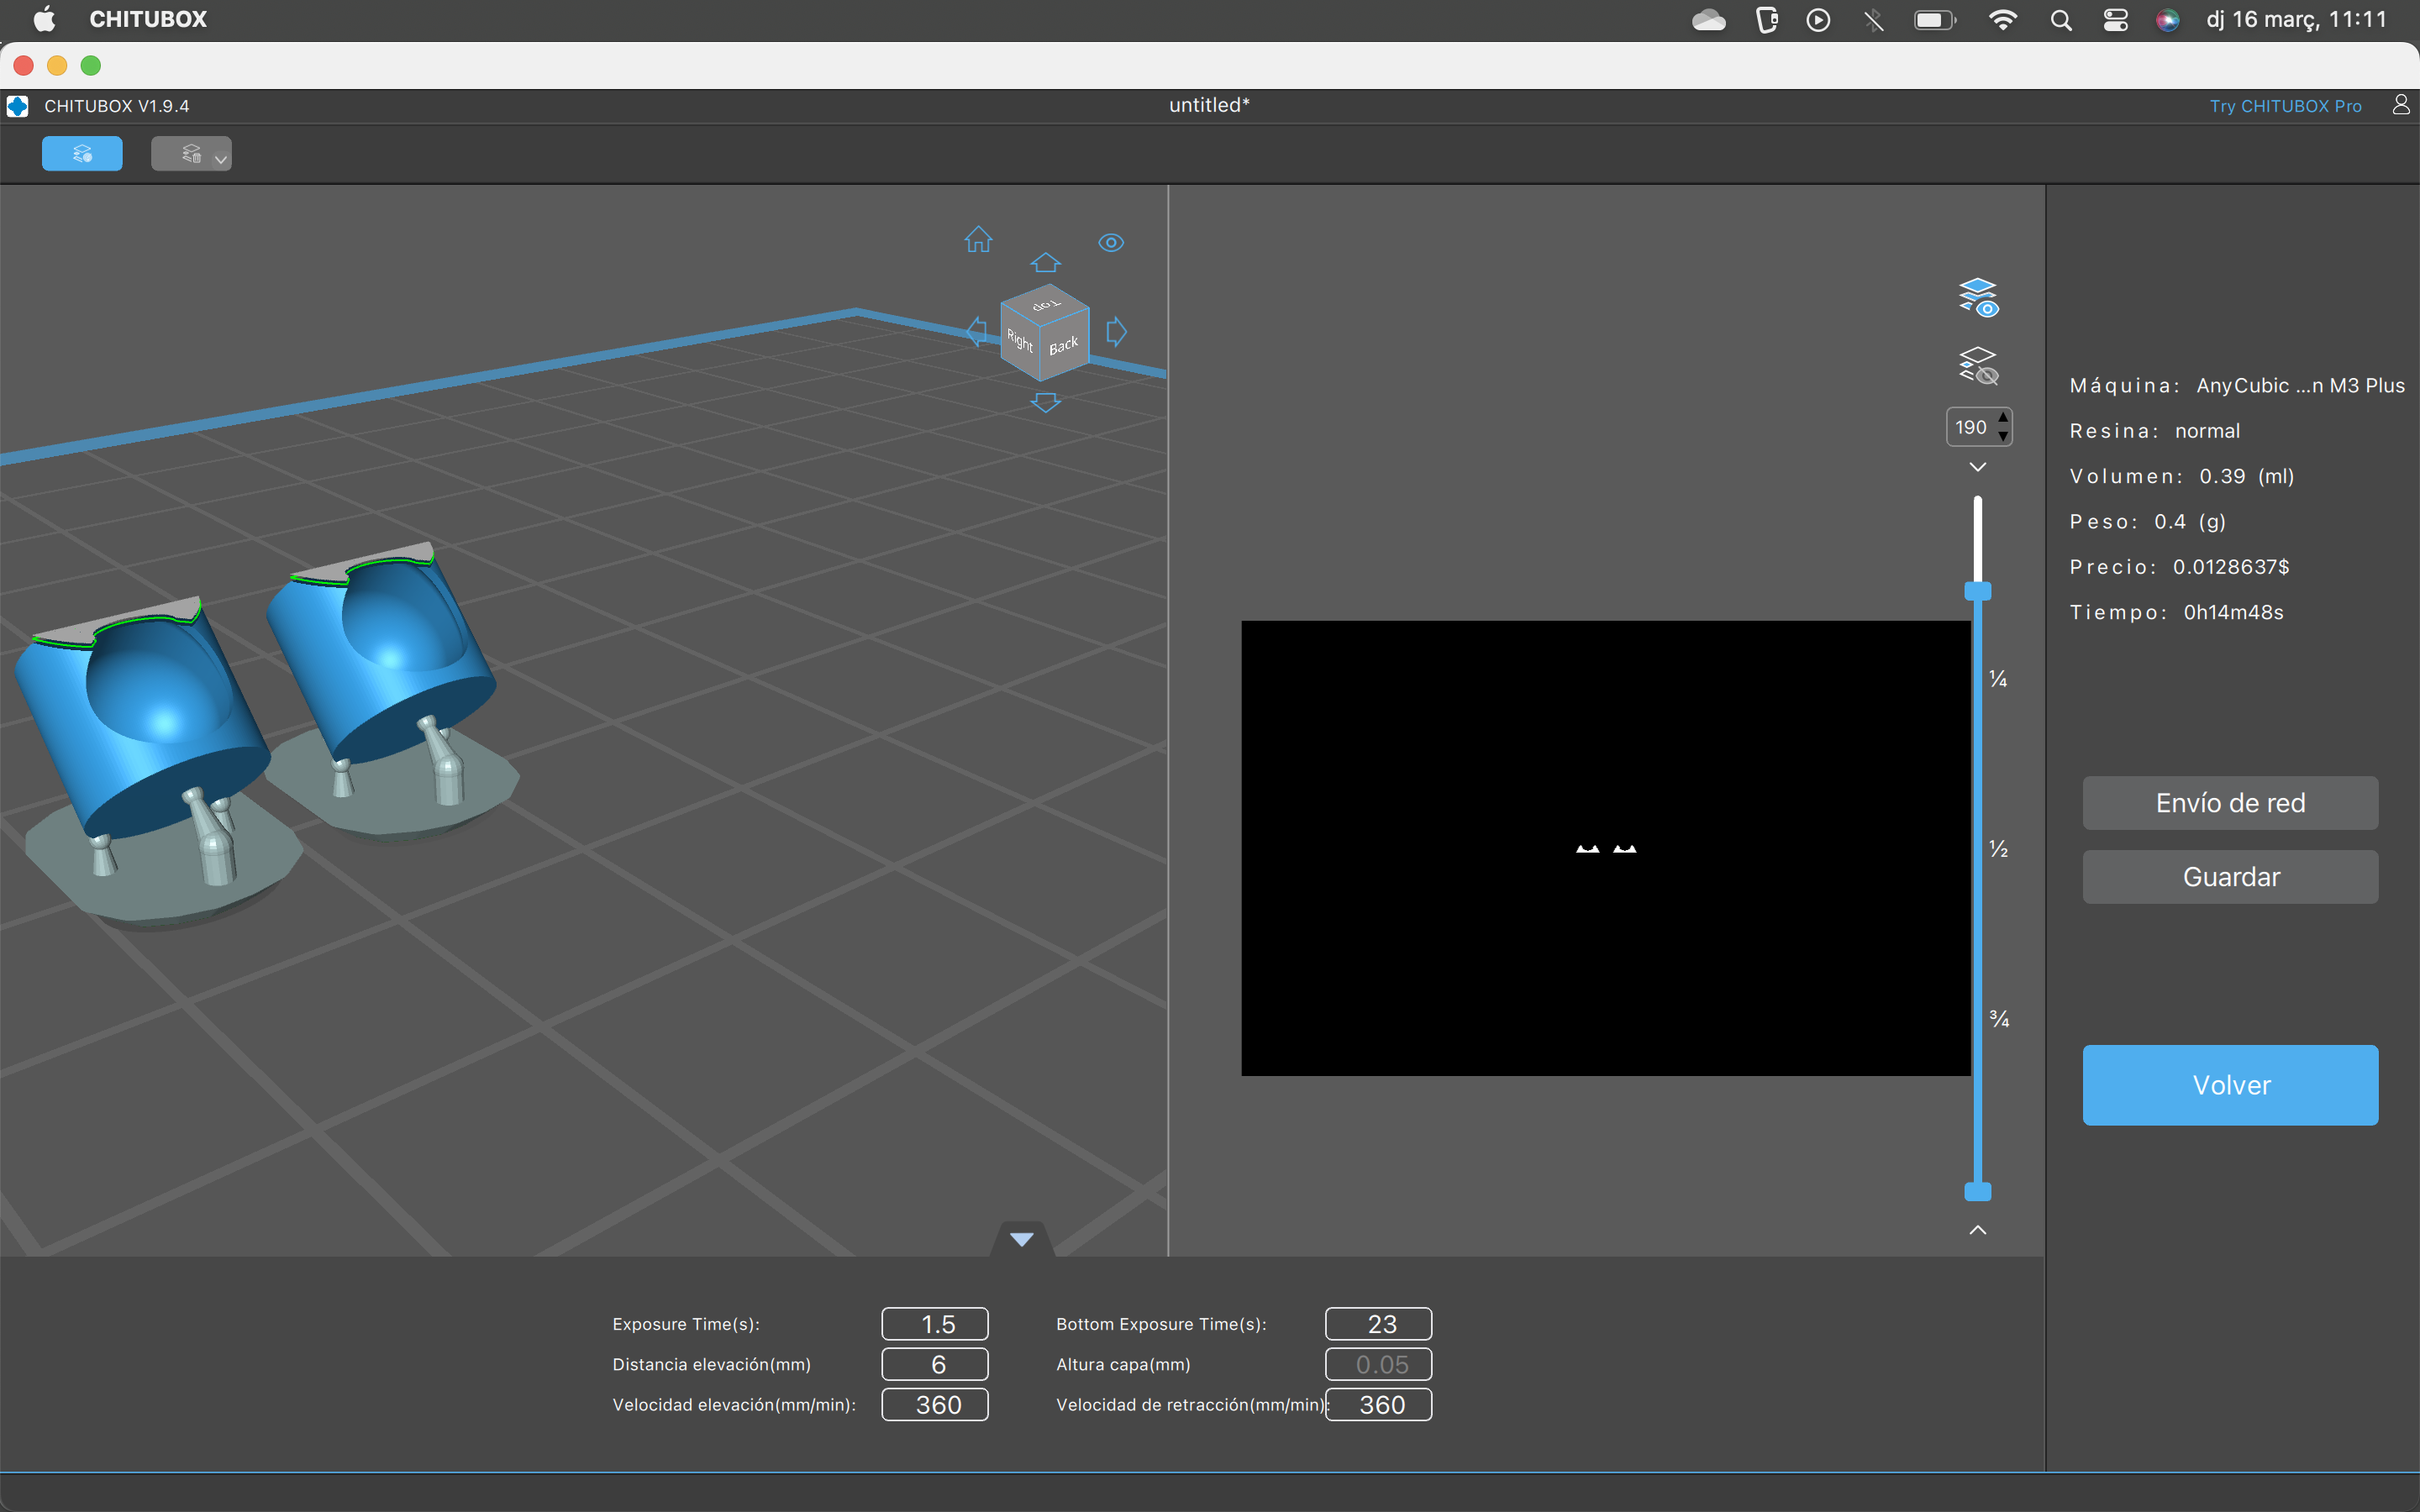 CHITUBOX
dj 16 març, 11:11
CHITUBOX V1.9.4
untitled*
Try CHITUBOX Pro
Top
Right
Back
190
¼
½
¾
Máquina: AnyCubic ...n M3 Plus
Resina: normal
Volumen: 0.39 (ml)
Peso: 0.4 (g)
Precio: 0.0128637$
Tiempo: 0h14m48s
Envío de red
Guardar
Volver
Exposure Time(s): 1.5
Bottom Exposure Time(s): 23
Distancia elevación(mm) 6
Altura capa(mm) 0.05
Velocidad elevación(mm/min): 360
Velocidad de retracción(mm/min): 360